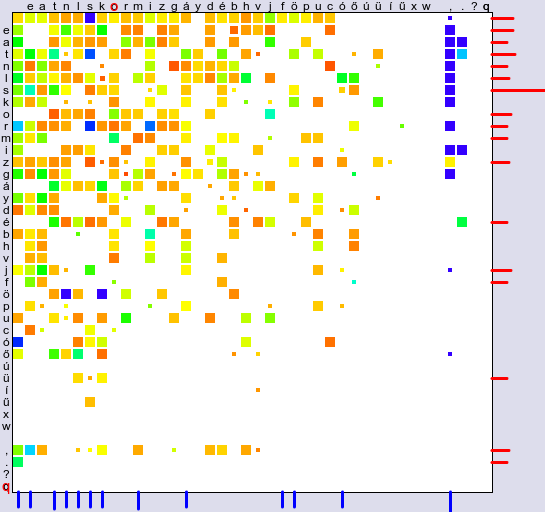 e a t n l s k o r m i z g á y d é b h v j f ö p u c ó ő ú ü í ű x w , . ? q
e
a
t
n
l
s
k
o
r
m
i
z
g
á
y
d
é
b
h
v
j
f
ö
p
u
c
ó
ő
ú
ü
í
ű
x
w
,
.
?
q